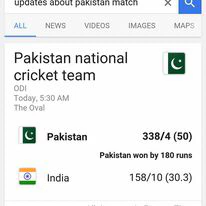 updates about pakistan match
ALL NEWS VIDEOS IMAGES MAPS
Pakistan national
cricket team
ODI
Today, 5:30 AM
The Oval
Pakistan 338/4 (50)
Pakistan won by 180 runs
India 158/10 (30.3)